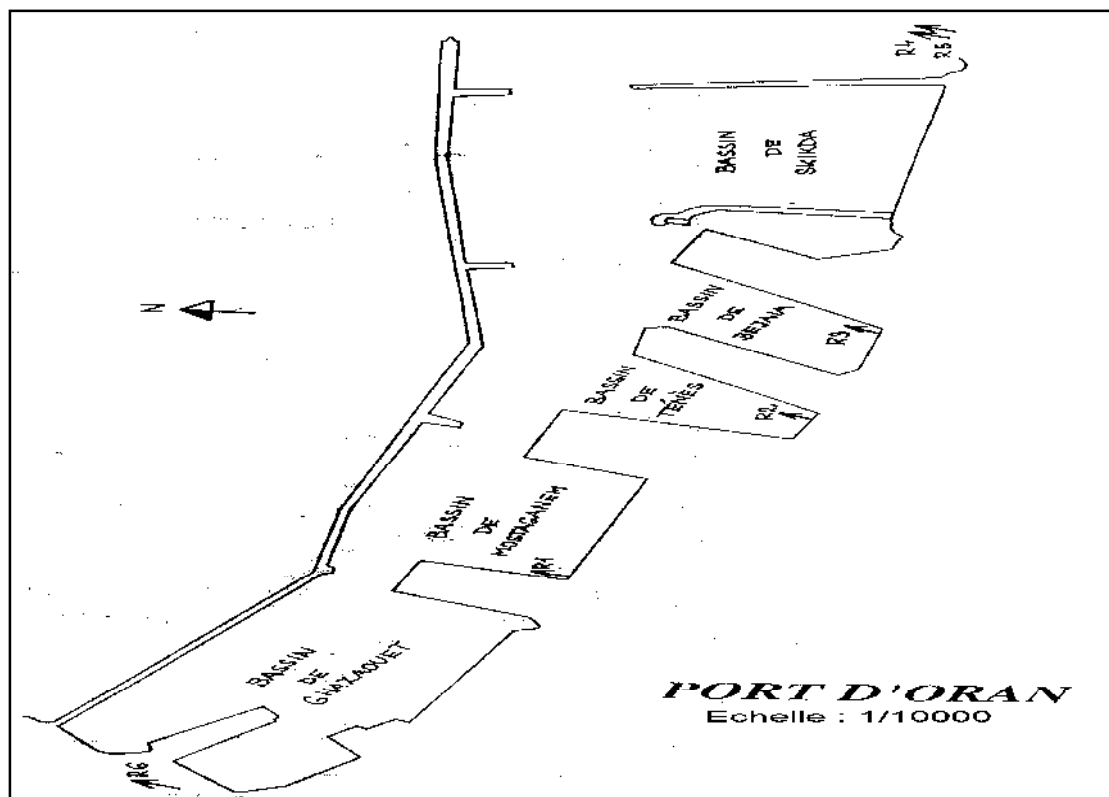 R4
R5
BASSIN
DE
SKIKDA
N
BASSIN
DE
BEJAIA
R3
BASSIN
DE
TÉNÈS
R2
BASSIN
DE
MOSTAGANEM
R1
BASSIN
DE
GHAZAOUET
R6
PORT D'ORAN
Echelle : 1/10000